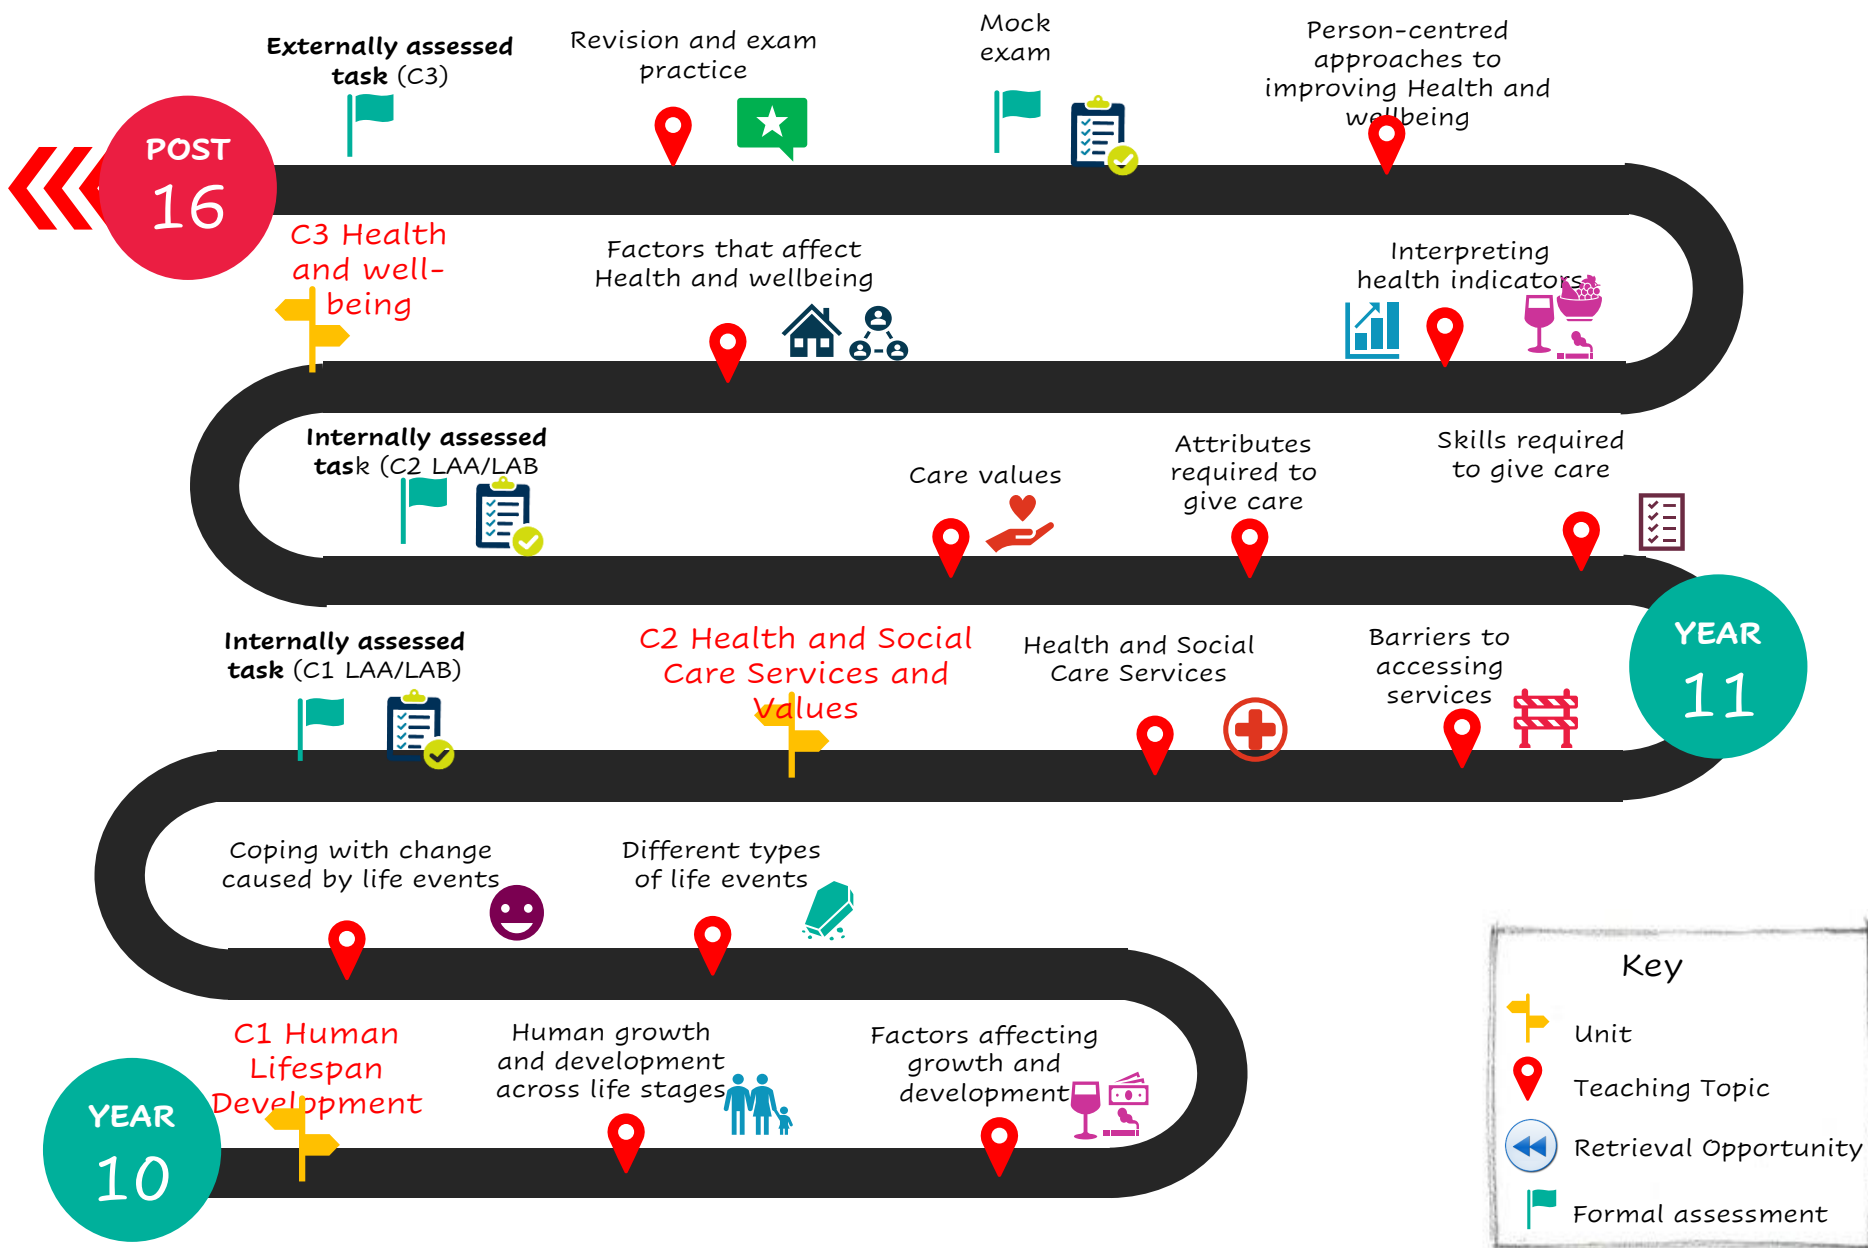 Externally assessed
task (C3)
Revision and exam
practice
Mock
exam
Person-centred
approaches to
improving Health and
wellbeing
POST
16
C3 Health
and well-
being
Factors that affect
Health and wellbeing
Interpreting
health indicators
Internally assessed
task (C2 LAA/LAB
Care values
Attributes
required to
give care
Skills required
to give care
YEAR
11
Internally assessed
task (C1 LAA/LAB)
C2 Health and Social
Care Services and
Values
Health and Social
Care Services
Barriers to
accessing
services
Coping with change
caused by life events
Different types
of life events
C1 Human
Lifespan
Development
Human growth
and development
across life stages
Factors affecting
growth and
development
YEAR
10
Key
Unit
Teaching Topic
Retrieval Opportunity
Formal assessment